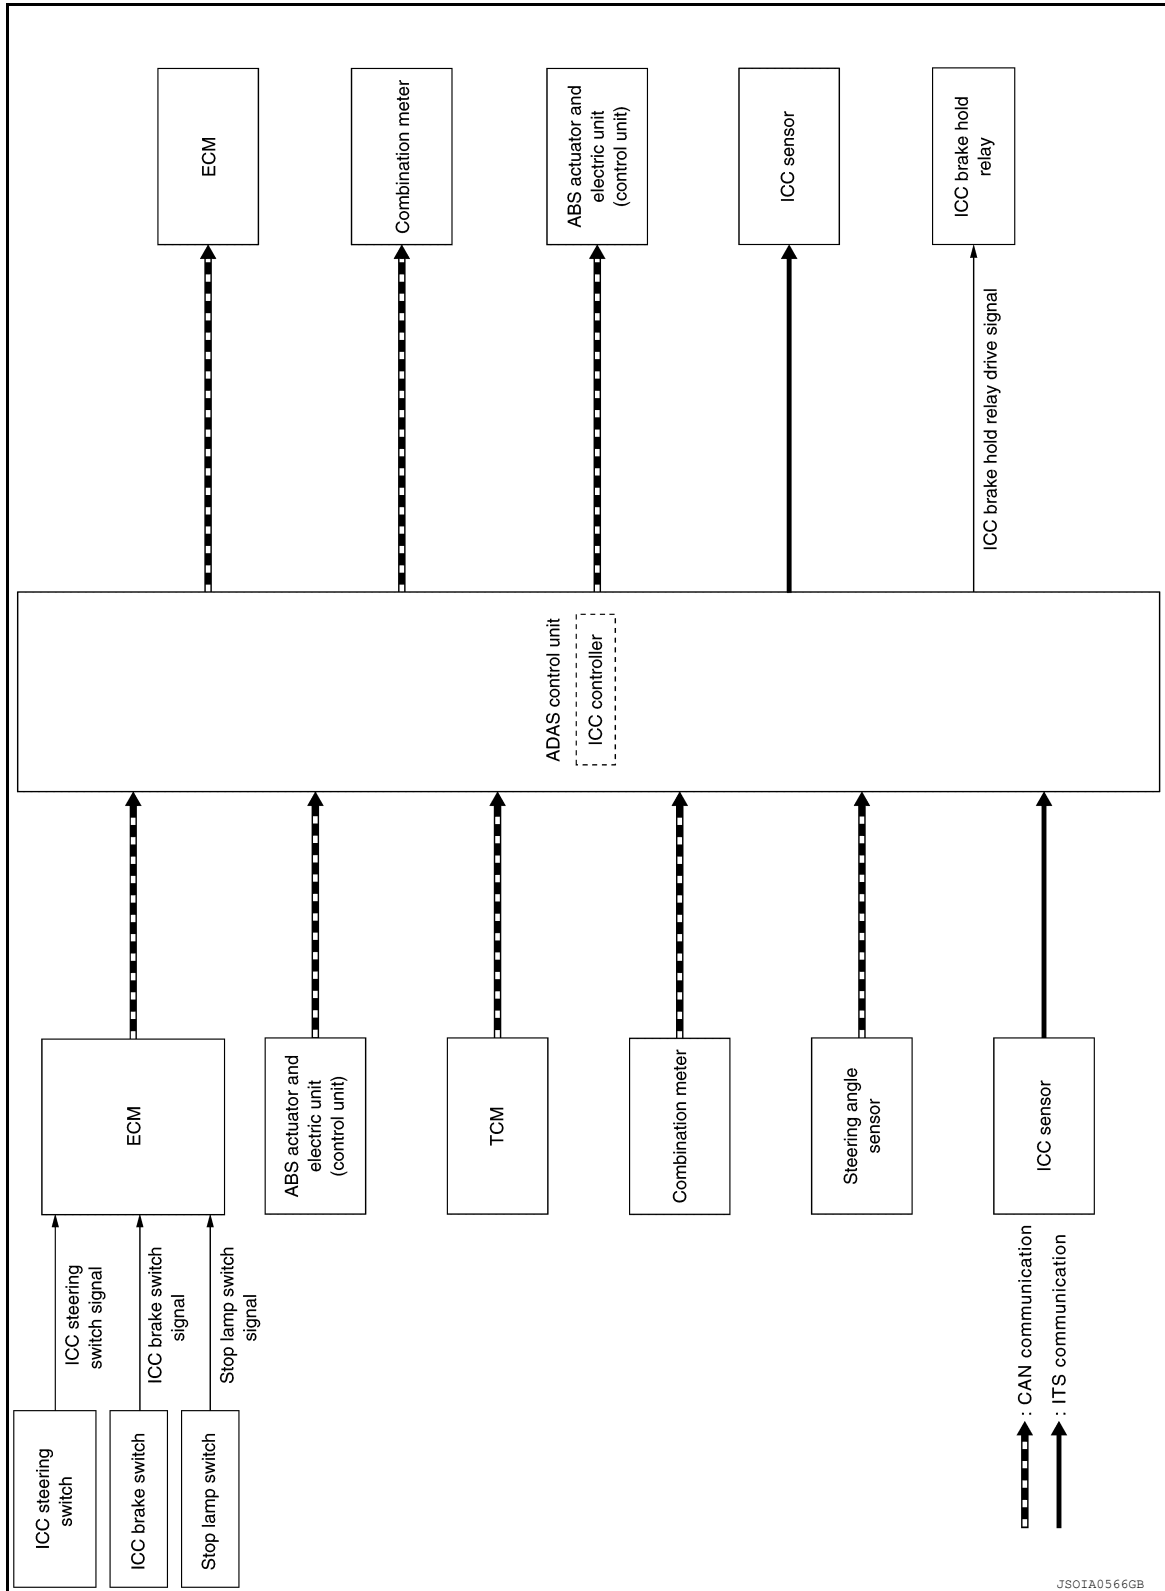 ECM
Combination meter
ABS actuator and
electric unit
(control unit)
ICC sensor
ICC brake hold
relay
ICC brake hold relay drive signal
ADAS control unit
ICC controller
ECM
ABS actuator and
electric unit
(control unit)
TCM
Combination meter
Steering angle
sensor
ICC sensor
ICC steering
switch signal
ICC brake switch
signal
Stop lamp switch
signal
ICC steering
switch
ICC brake switch
Stop lamp switch
: CAN communication
: ITS communication
JSOIA0566GB